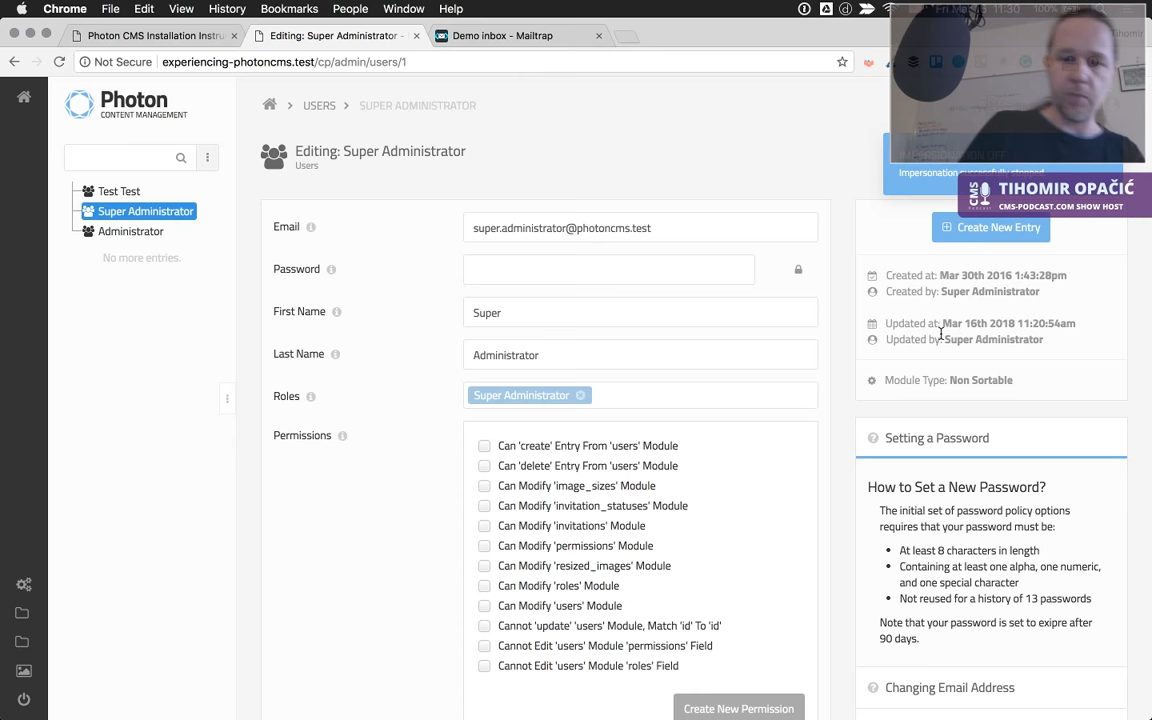 Chrome File Edit View History Bookmarks People Window Help
100%
Photon CMS Installation Instru
Editing: Super Administrator -
Demo inbox - Mailtrap
Not Secure experiencing-photoncms.test/cp/admin/users/1
Photon
CONTENT MANAGEMENT
USERS SUPER ADMINISTRATOR
Editing: Super Administrator
Users
Impersonation successfully stopped
TIHOMIR OPAČIĆ
CMS-PODCAST.COM SHOW HOST
CMS
Test Test
Super Administrator
Administrator
No more entries.
Email
super.administrator@photoncms.test
Password
First Name
Super
Last Name
Administrator
Roles
Super Administrator
Permissions
Can 'create' Entry From 'users' Module
Can 'delete' Entry From 'users' Module
Can Modify 'image_sizes' Module
Can Modify 'invitation_statuses' Module
Can Modify 'invitations' Module
Can Modify 'permissions' Module
Can Modify 'resized_images' Module
Can Modify 'roles' Module
Can Modify 'users' Module
Cannot 'update' 'users' Module, Match 'id' To 'id'
Cannot Edit 'users' Module 'permissions' Field
Cannot Edit 'users' Module 'roles' Field
Create New Permission
Create New Entry
Created at: Mar 30th 2016 1:43:28pm
Created by: Super Administrator
Updated at: Mar 16th 2018 11:20:54am
Updated by: Super Administrator
Module Type: Non Sortable
Setting a Password
How to Set a New Password?
The initial set of password policy options
requires that your password must be:
At least 8 characters in length
Containing at least one alpha, one numeric,
and one special character
Not reused for a history of 13 passwords
Note that your password is set to exipre after
90 days.
Changing Email Address